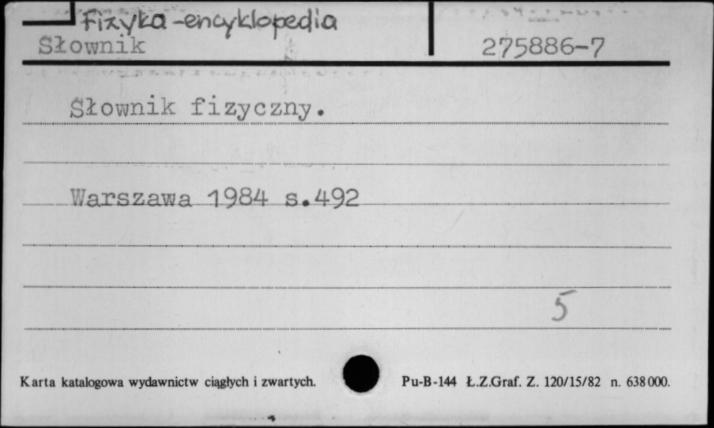 Fizyka-encyklopedia
Słownik 275886-7
Słownik fizyczny.
Warszawa 1984 s.492
5
Karta katalogowa wydawnictw ciągłych i zwartych. Pu-B-144 Ł.Z.Graf. Z. 120/15/82 n. 638000.